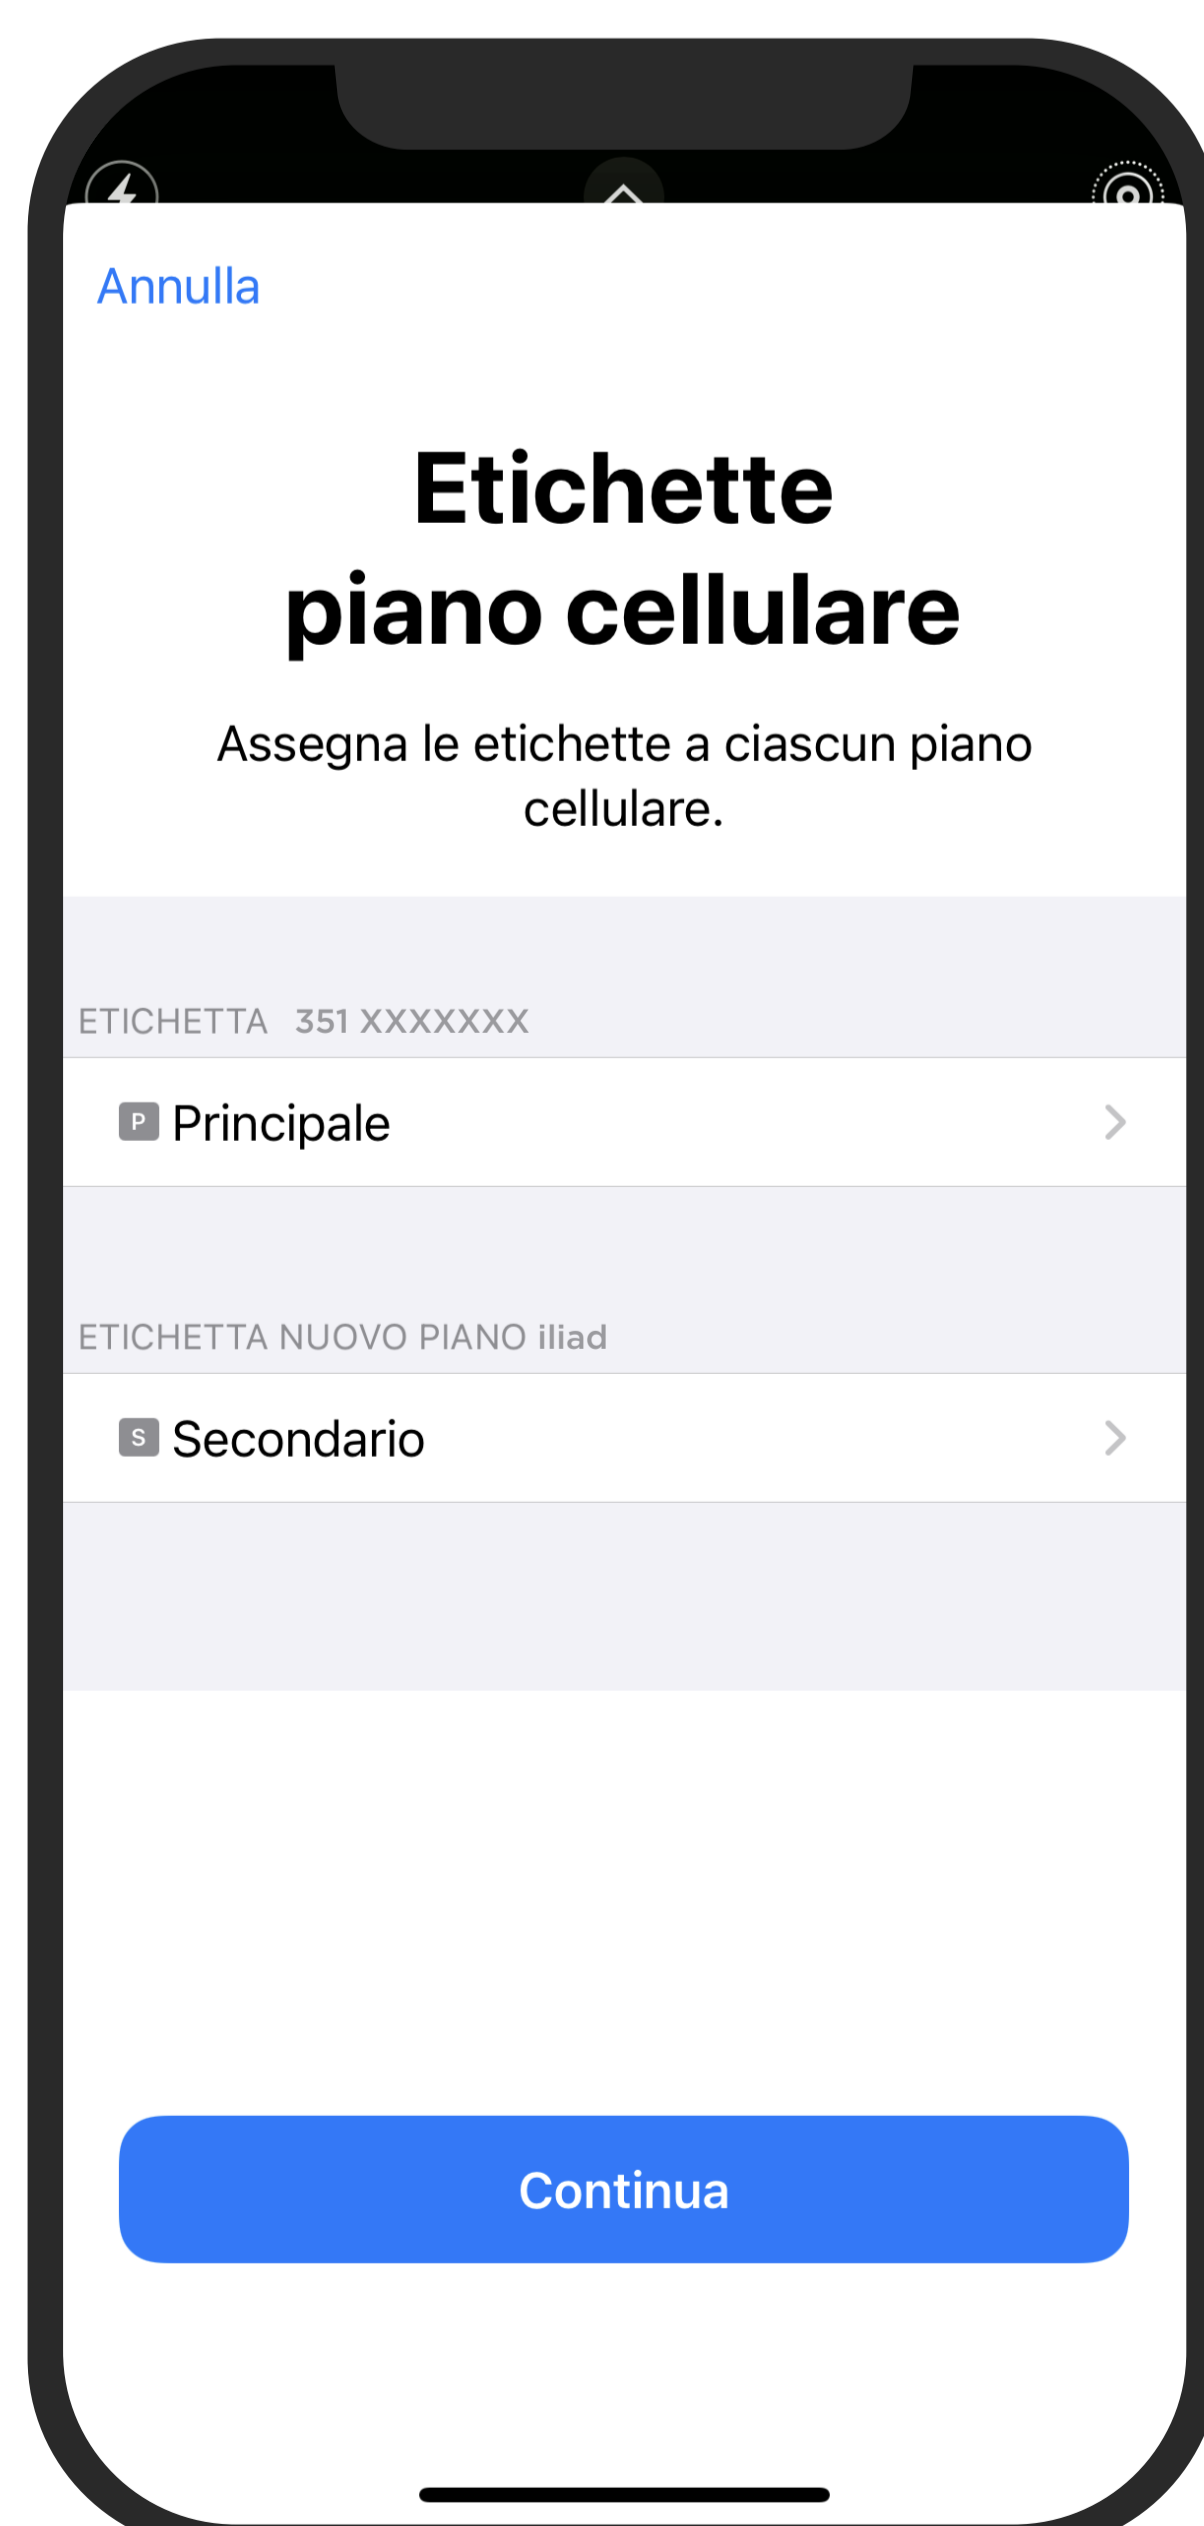 Annulla
Etichette
piano cellulare
Assegna le etichette a ciascun piano
cellulare.
ETICHETTA 351 XXXXXXX
P Principale
ETICHETTA NUOVO PIANO iliad
S Secondario
Continua